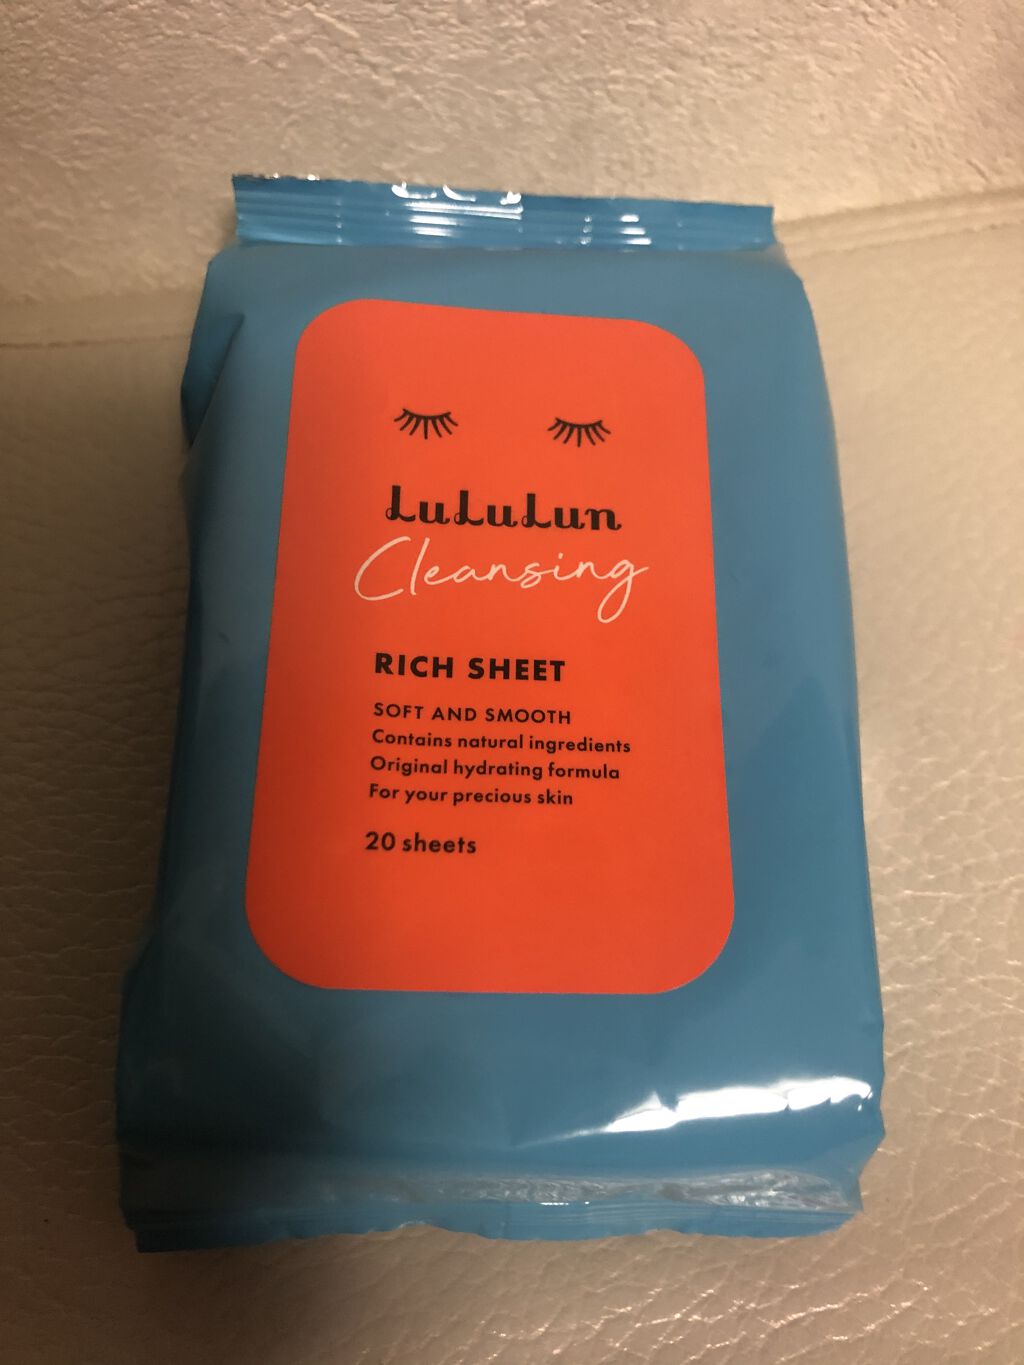 LuLuLun
Cleansing
RICH SHEET
SOFT AND SMOOTH
Contains natural ingredients
Original hydrating formula
For your precious skin
20 sheets